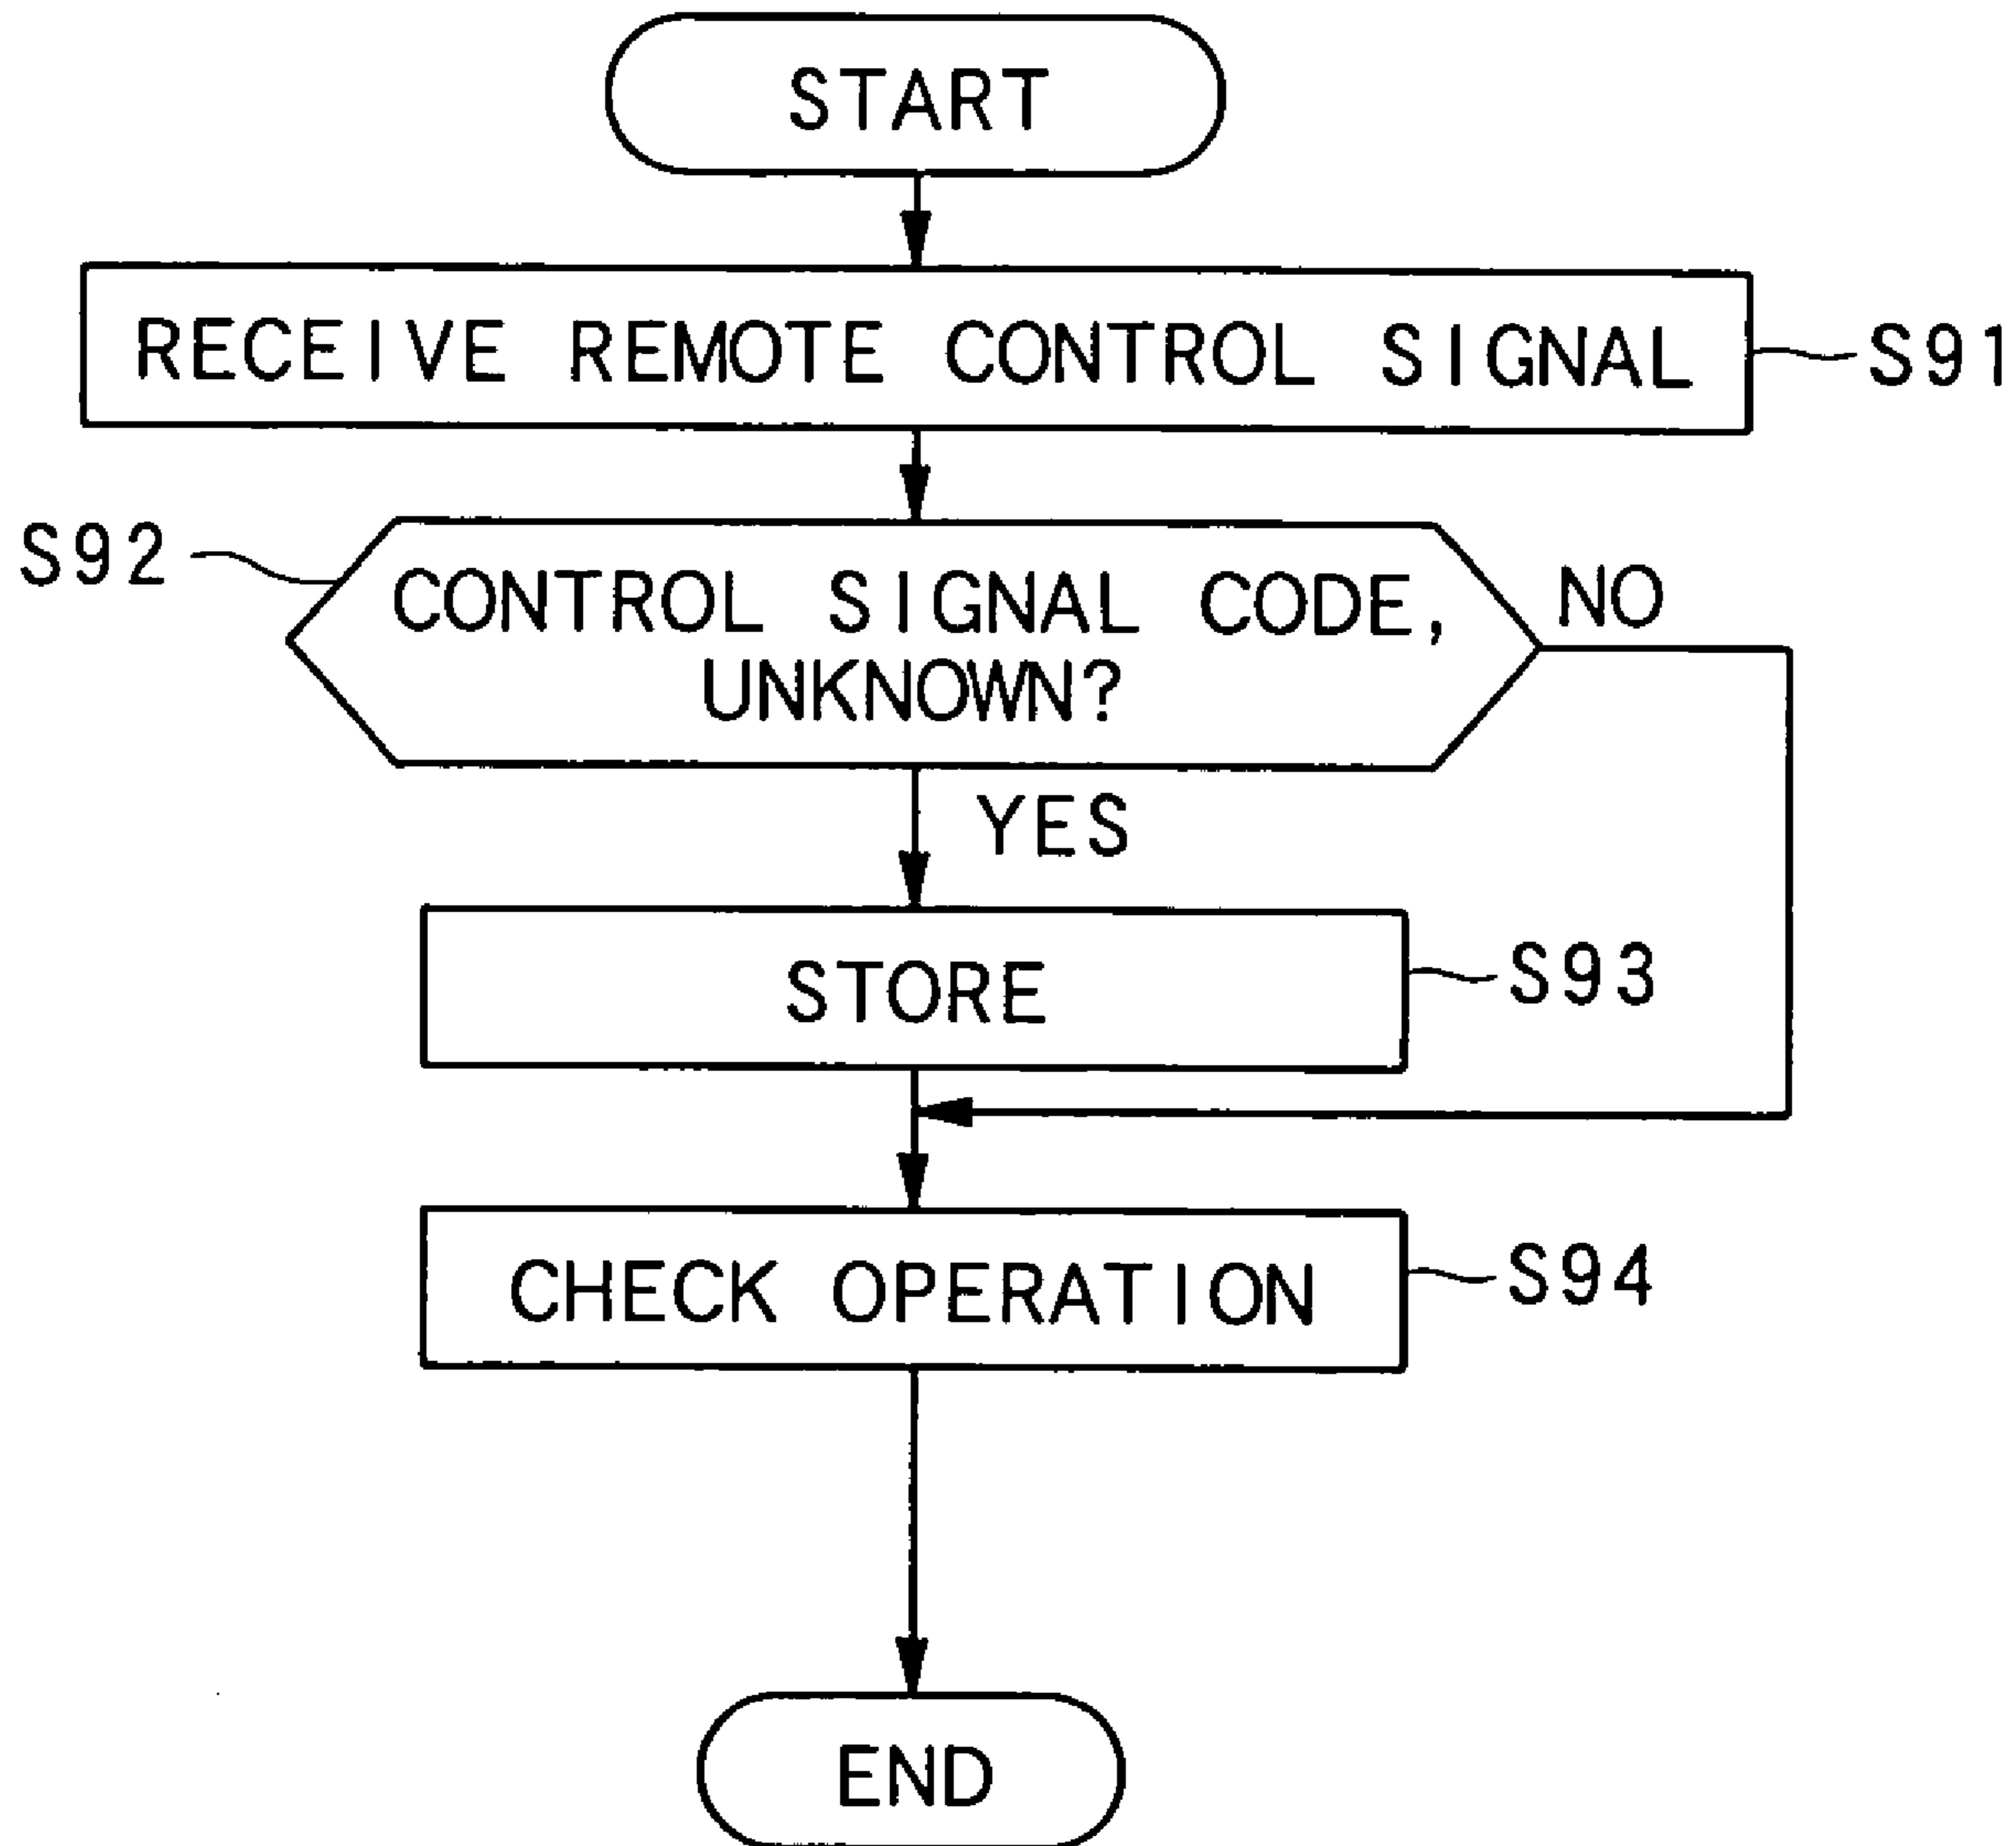 START
RECEIVE REMOTE CONTROL SIGNAL
S91
S92
CONTROL SIGNAL CODE,
UNKNOWN?
NO
YES
STORE
S93
CHECK OPERATION
S94
END